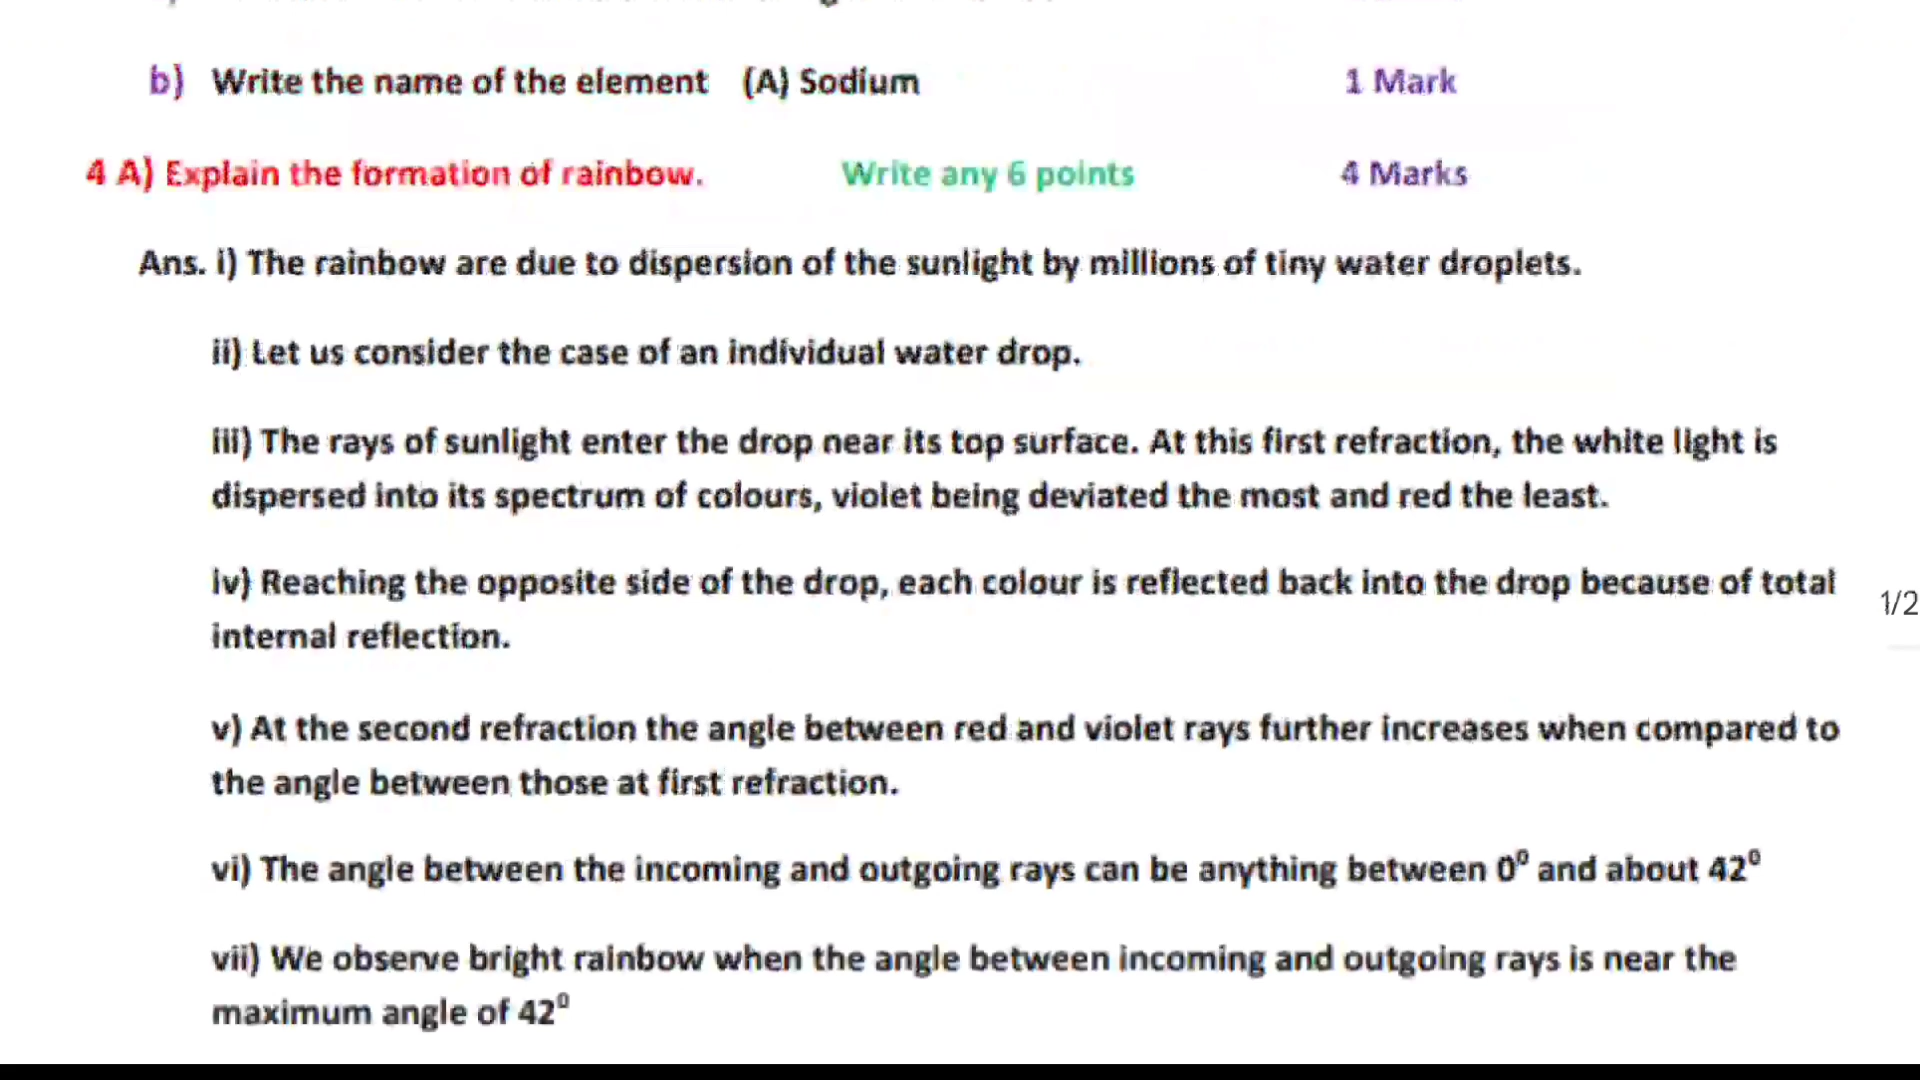 b) Write the name of the element (A) Sodium 1 Mark
4 A) Explain the formation of rainbow. Write any 6 points 4 Marks
Ans. i) The rainbow are due to dispersion of the sunlight by millions of tiny water droplets.
ii) Let us consider the case of an individual water drop.
iii) The rays of sunlight enter the drop near its top surface. At this first refraction, the white light is
dispersed into its spectrum of colours, violet being deviated the most and red the least.
iv) Reaching the opposite side of the drop, each colour is reflected back into the drop because of total
internal reflection.
1/2
v) At the second refraction the angle between red and violet rays further increases when compared to
the angle between those at first refraction.
vi) The angle between the incoming and outgoing rays can be anything between 0⁰ and about 42⁰
vii) We observe bright rainbow when the angle between incoming and outgoing rays is near the
maximum angle of 42⁰